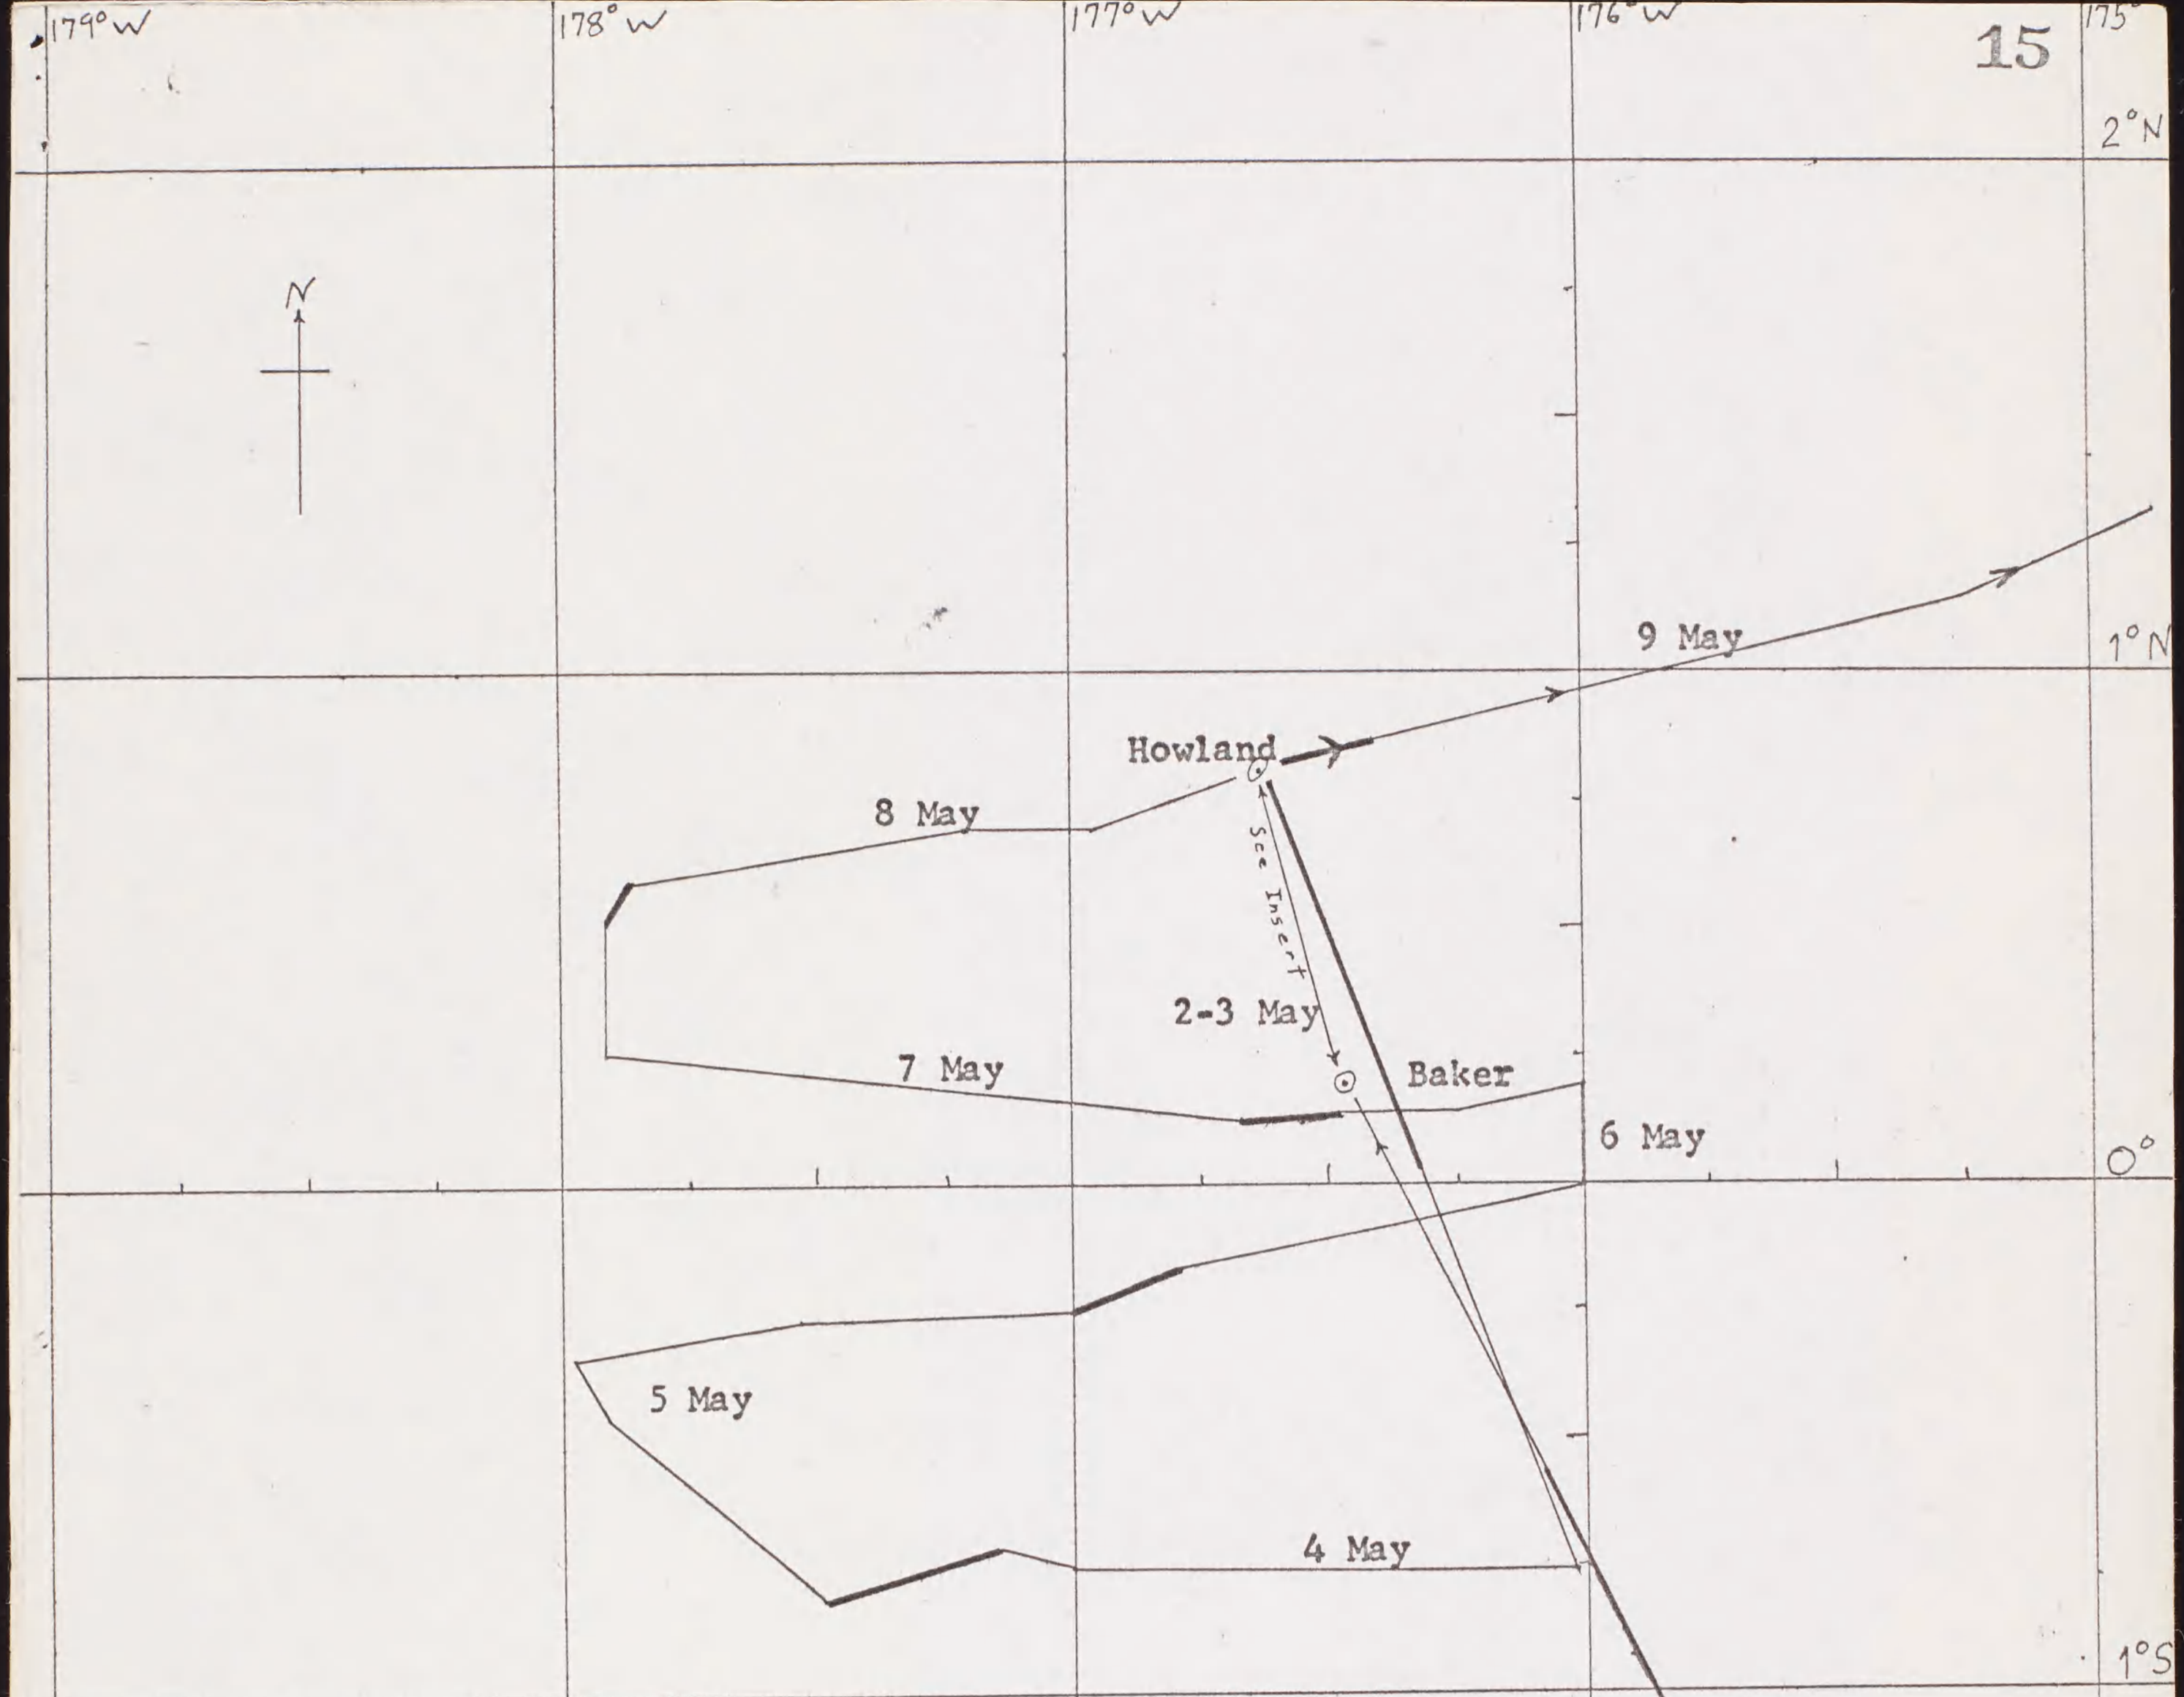 179° W 178° W 177° W 176° W 175°
15
2° N
N
9 May
1° N
Howland
8 May
See Insert
2-3 May
7 May
Baker
6 May
0°
5 May
4 May
1° S